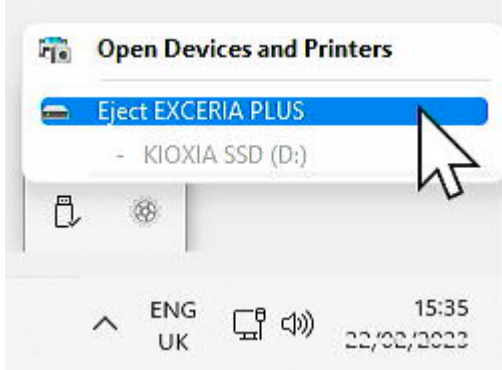 Open Devices and Printers
Eject EXCERIA PLUS
- KIOXIA SSD (D:)
ENG
15:35
UK
22/02/2023